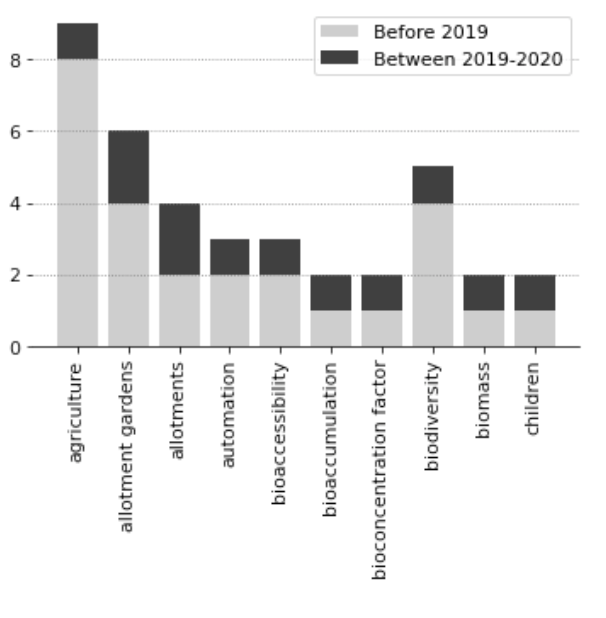 Before 2019
Between 2019-2020
8
6
4
2
0
agriculture
allotment gardens
allotments
automation
bioaccessibility
bioaccumulation
bioconcentration factor
biodiversity
biomass
children